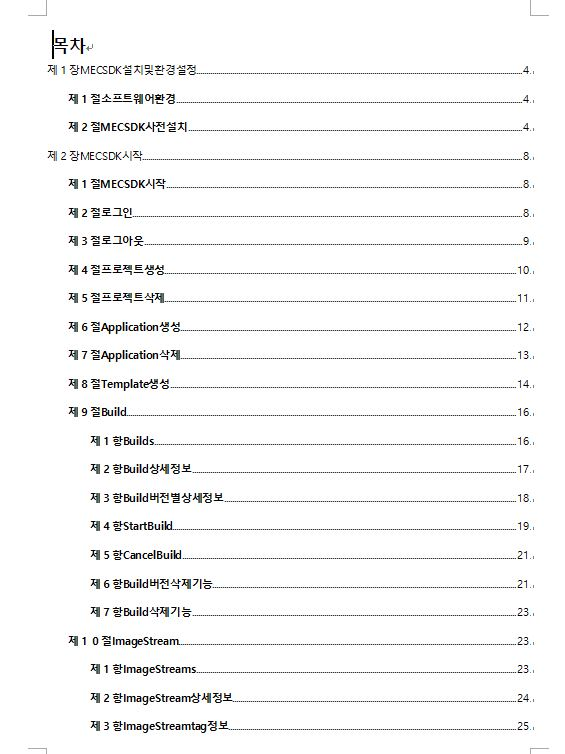 목차
제 1 장MECSDK설치및환경설정 4
제 1 절소프트웨어환경 4
제 2 절MECSDK사전설치 4
제 2 장MECSDK시작 8
제 1 절MECSDK시작 8
제 2 절로그인 8
제 3 절로그아웃 9
제 4 절프로젝트생성 10
제 5 절프로젝트삭제 11
제 6 절Application생성 12
제 7 절Application삭제 13
제 8 절Template생성 14
제 9 절Build 16
제 1 항Builds 16
제 2 항Build상세정보 17
제 3 항Build버전별상세정보 18
제 4 항StartBuild 19
제 5 항CancelBuild 21
제 6 항Build버전삭제기능 21
제 7 항Build삭제기능 23
제 1 0 절ImageStream 23
제 1 항ImageStreams 23
제 2 항ImageStream상세정보 24
제 3 항ImageStreamtag정보 25